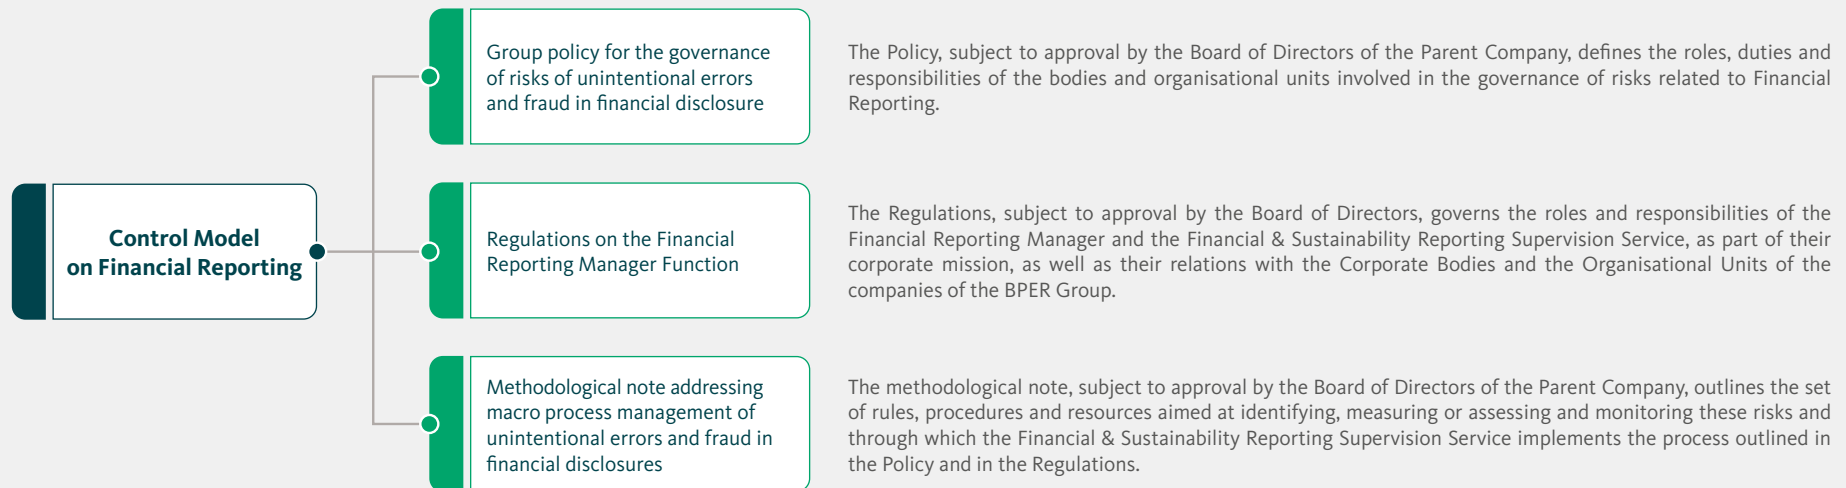 Group policy for the governance
of risks of unintentional errors
and fraud in financial disclosure
The Policy, subject to approval by the Board of Directors of the Parent Company, defines the roles, duties and
responsibilities of the bodies and organisational units involved in the governance of risks related to Financial
Reporting.
Control Model
on Financial Reporting
Regulations on the Financial
Reporting Manager Function
The Regulations, subject to approval by the Board of Directors, governs the roles and responsibilities of the
Financial Reporting Manager and the Financial & Sustainability Reporting Supervision Service, as part of their
corporate mission, as well as their relations with the Corporate Bodies and the Organisational Units of the
companies of the BPER Group.
Methodological note addressing
macro process management of
unintentional errors and fraud in
financial disclosures
The methodological note, subject to approval by the Board of Directors of the Parent Company, outlines the set
of rules, procedures and resources aimed at identifying, measuring or assessing and monitoring these risks and
through which the Financial & Sustainability Reporting Supervision Service implements the process outlined in
the Policy and in the Regulations.